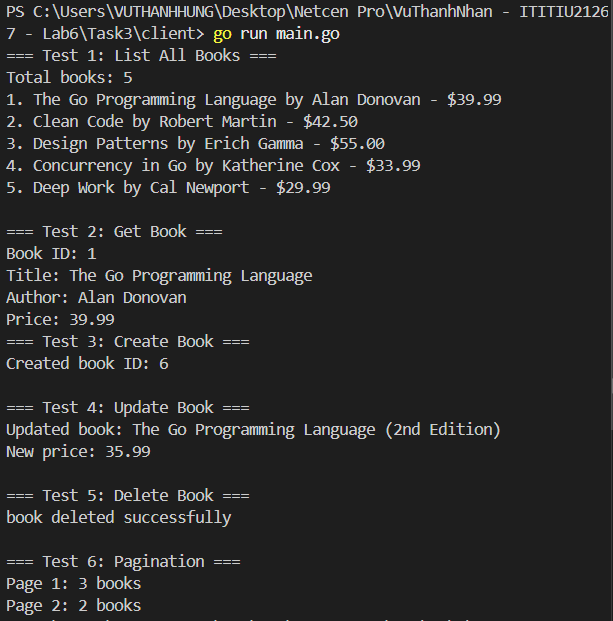 PS C:\Users\VUTHANHHUNG\Desktop\Netcen Pro\VuThanhNhan - ITITIU2126
7 - Lab6\Task3\client> go run main.go
=== Test 1: List All Books ===
Total books: 5
1. The Go Programming Language by Alan Donovan - $39.99
2. Clean Code by Robert Martin - $42.50
3. Design Patterns by Erich Gamma - $55.00
4. Concurrency in Go by Katherine Cox - $33.99
5. Deep Work by Cal Newport - $29.99
=== Test 2: Get Book ===
Book ID: 1
Title: The Go Programming Language
Author: Alan Donovan
Price: 39.99
=== Test 3: Create Book ===
Created book ID: 6
=== Test 4: Update Book ===
Updated book: The Go Programming Language (2nd Edition)
New price: 35.99
=== Test 5: Delete Book ===
book deleted successfully
=== Test 6: Pagination ===
Page 1: 3 books
Page 2: 2 books